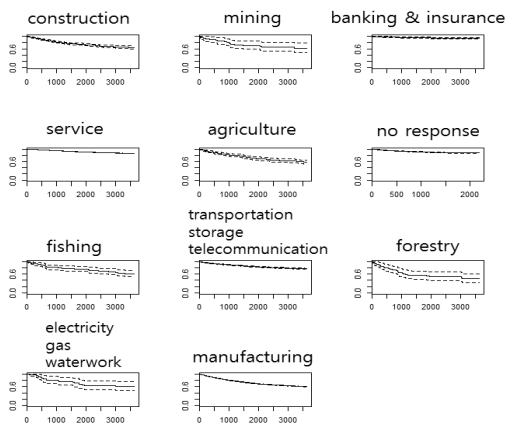 construction
mining
banking & insurance
0.0 0.6
0 1000 2000 3000
0.0 0.6
0 1000 2000 3000
0.0 0.6
0 1000 2000 3000
service
agriculture
no response
0.0 0.6
0 1000 2000 3000
0.0 0.6
0 1000 2000 3000
0.0 0.6
0 500 1000 2000
fishing
transportation
storage
telecommunication
forestry
0.0 0.6
0 1000 2000 3000
0.0 0.6
0 1000 2000 3000
0.0 0.6
0 1000 2000 3000
electricity
gas
waterwork
manufacturing
0.0 0.6
0 1000 2000 3000
0.0 0.6
0 1000 2000 3000